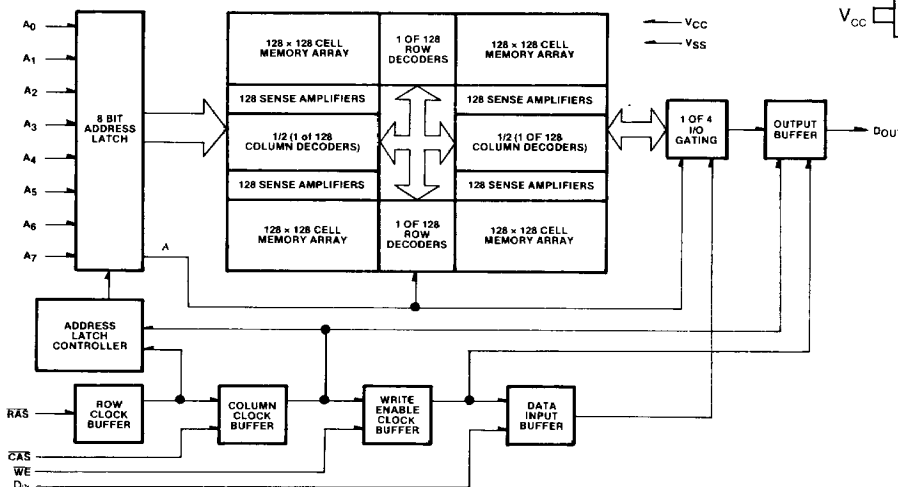 A0
A1
A2
A3
A4
A5
A6
A7
8 BIT
ADDRESS
LATCH
128 × 128 CELL
MEMORY ARRAY
1 OF 128
ROW
DECODERS
128 × 128 CELL
MEMORY ARRAY
128 SENSE AMPLIFIERS
128 SENSE AMPLIFIERS
1/2 (1 of 128
COLUMN DECODERS)
1/2 (1 OF 128
COLUMN DECODERS)
128 SENSE AMPLIFIERS
128 SENSE AMPLIFIERS
128 × 128 CELL
MEMORY ARRAY
1 OF 128
ROW
DECODERS
128 × 128 CELL
MEMORY ARRAY
VCC
VSS
VCC
1 OF 4
I/O
GATING
OUTPUT
BUFFER
DOUT
A
ADDRESS
LATCH
CONTROLLER
RAS
ROW
CLOCK
BUFFER
COLUMN
CLOCK
BUFFER
WRITE
ENABLE
CLOCK
BUFFER
DATA
INPUT
BUFFER
CAS
WE